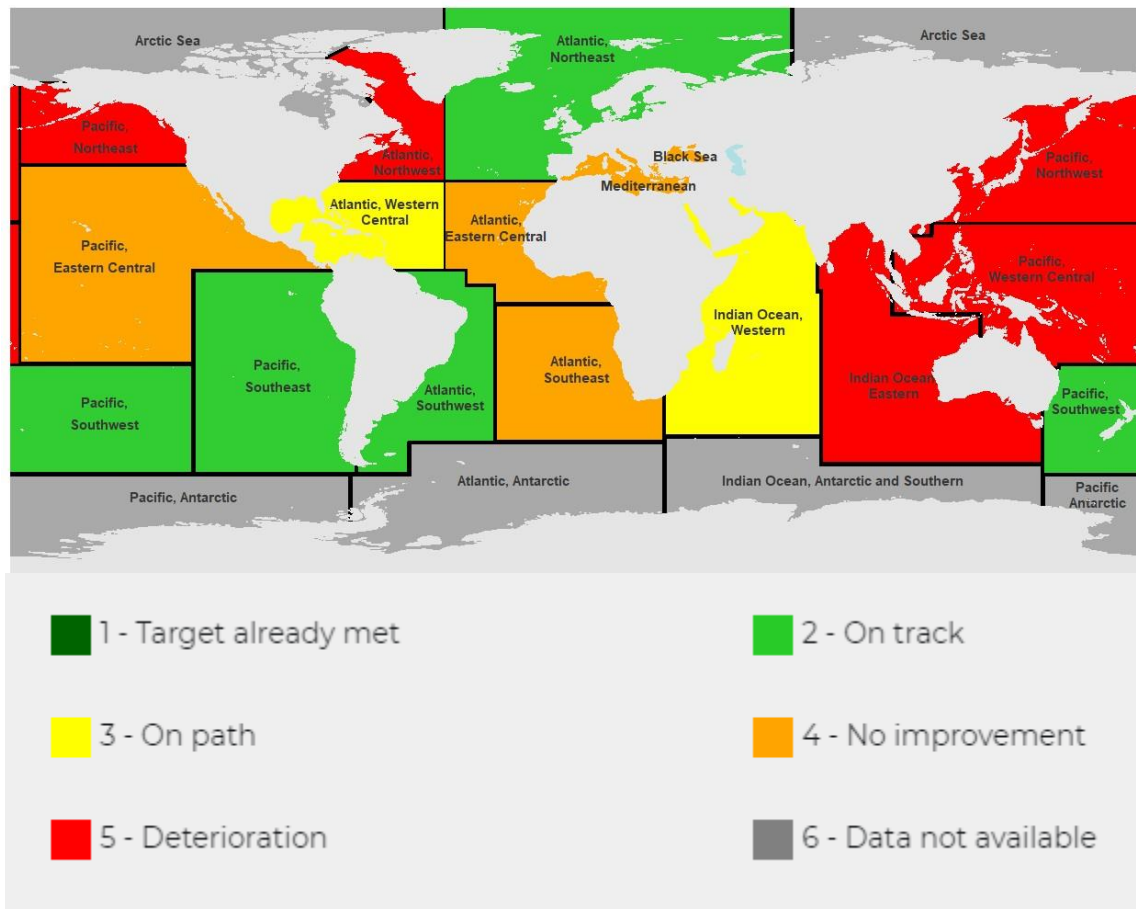 Arctic Sea
Atlantic,
Northeast
Arctic Sea
Pacific,
Northeast
Atlantic,
Northwest
Black Sea
Mediterranean
Pacific,
Northwest
Atlantic, Western
Central
Atlantic,
Eastern Central
Pacific,
Eastern Central
Pacific,
Western Central
Indian Ocean,
Western
Pacific,
Southeast
Atlantic,
Southwest
Atlantic,
Southeast
Indian Ocean
Eastern
Pacific,
Southwest
Pacific,
Southwest
Pacific, Antarctic
Atlantic, Antarctic
Indian Ocean, Antarctic and Southern
Pacific
Antarctic
1 - Target already met
2 - On track
3 - On path
4 - No improvement
5 - Deterioration
6 - Data not available